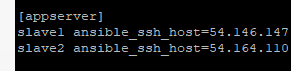 [appserver]
slave1 ansible_ssh_host=54.146.147
slave2 ansible_ssh_host=54.164.110